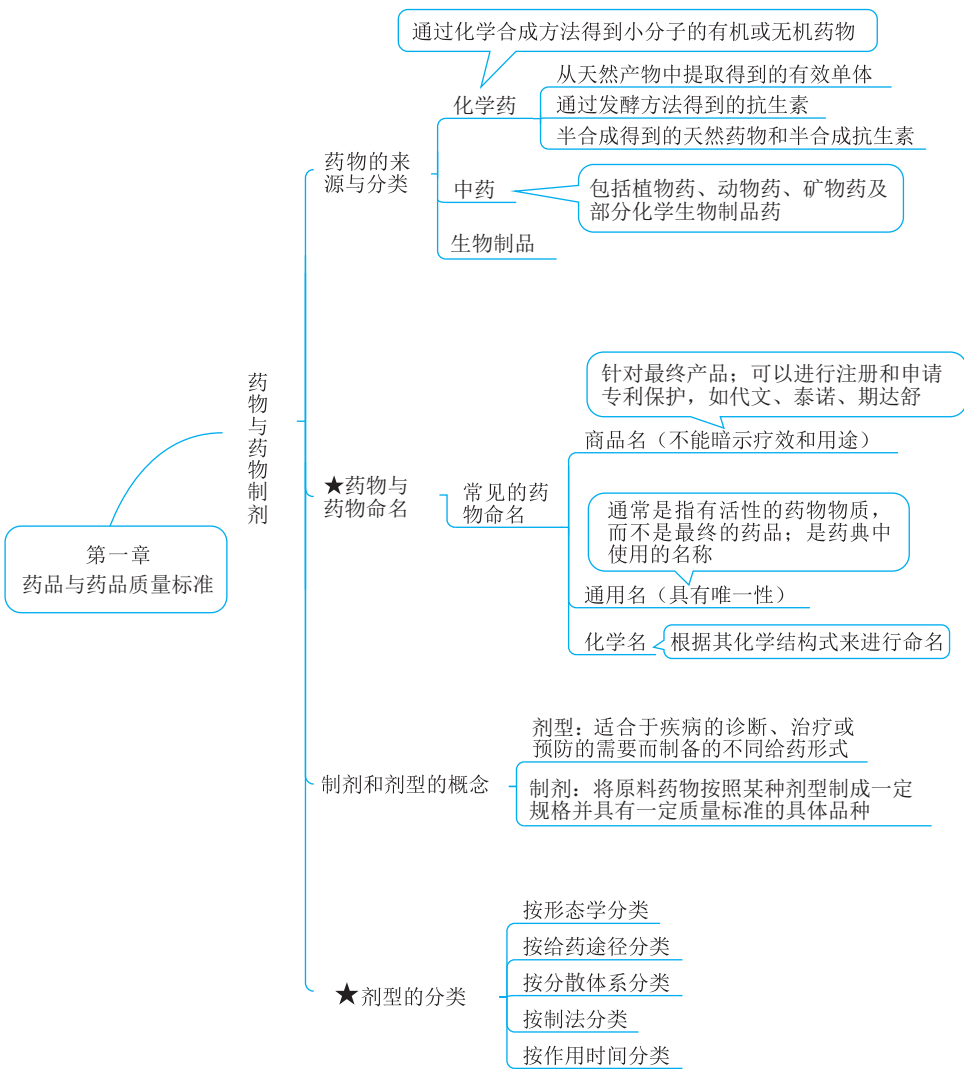 第一章
药品与药品质量标准
药物与药物制剂
药物的来
源与分类
通过化学合成方法得到小分子的有机或无机药物
化学药
从天然产物中提取得到的有效单体
通过发酵方法得到的抗生素
半合成得到的天然药物和半合成抗生素
中药
包括植物药、动物药、矿物药及
部分化学生物制品药
生物制品
★药物与
药物命名
常见的药
物命名
针对最终产品；可以进行注册和申请
专利保护，如代文、泰诺、期达舒
商品名（不能暗示疗效和用途）
通常是指有活性的药物物质，
而不是最终的药品；是药典中
使用的名称
通用名（具有唯一性）
化学名
根据其化学结构式来进行命名
制剂和剂型的概念
剂型：适合于疾病的诊断、治疗或
预防的需要而制备的不同给药形式
制剂：将原料药物按照某种剂型制成一定
规格并具有一定质量标准的具体品种
★剂型的分类
按形态学分类
按给药途径分类
按分散体系分类
按制法分类
按作用时间分类